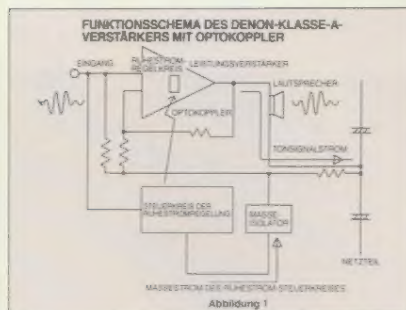 FUNKTIONSSCHEMA DES DENON-KLASSE-A-
VERSTÄRKERS MIT OPTOKOPPLER
EINGANG
RUHESTROM-
REGELKREIS
LEISTUNGSVERSTÄRKER
LAUTSPRECHER
OPTOKOPPLER
TONSIGNALSTROM
STEUERKREIS DER
RUHESTROMREGELLUNG
MASSE-
ISOLATOR
NETZTEIL
MASSESTROM DES RUHESTROM-STEUERKREISES
Abbildung 1